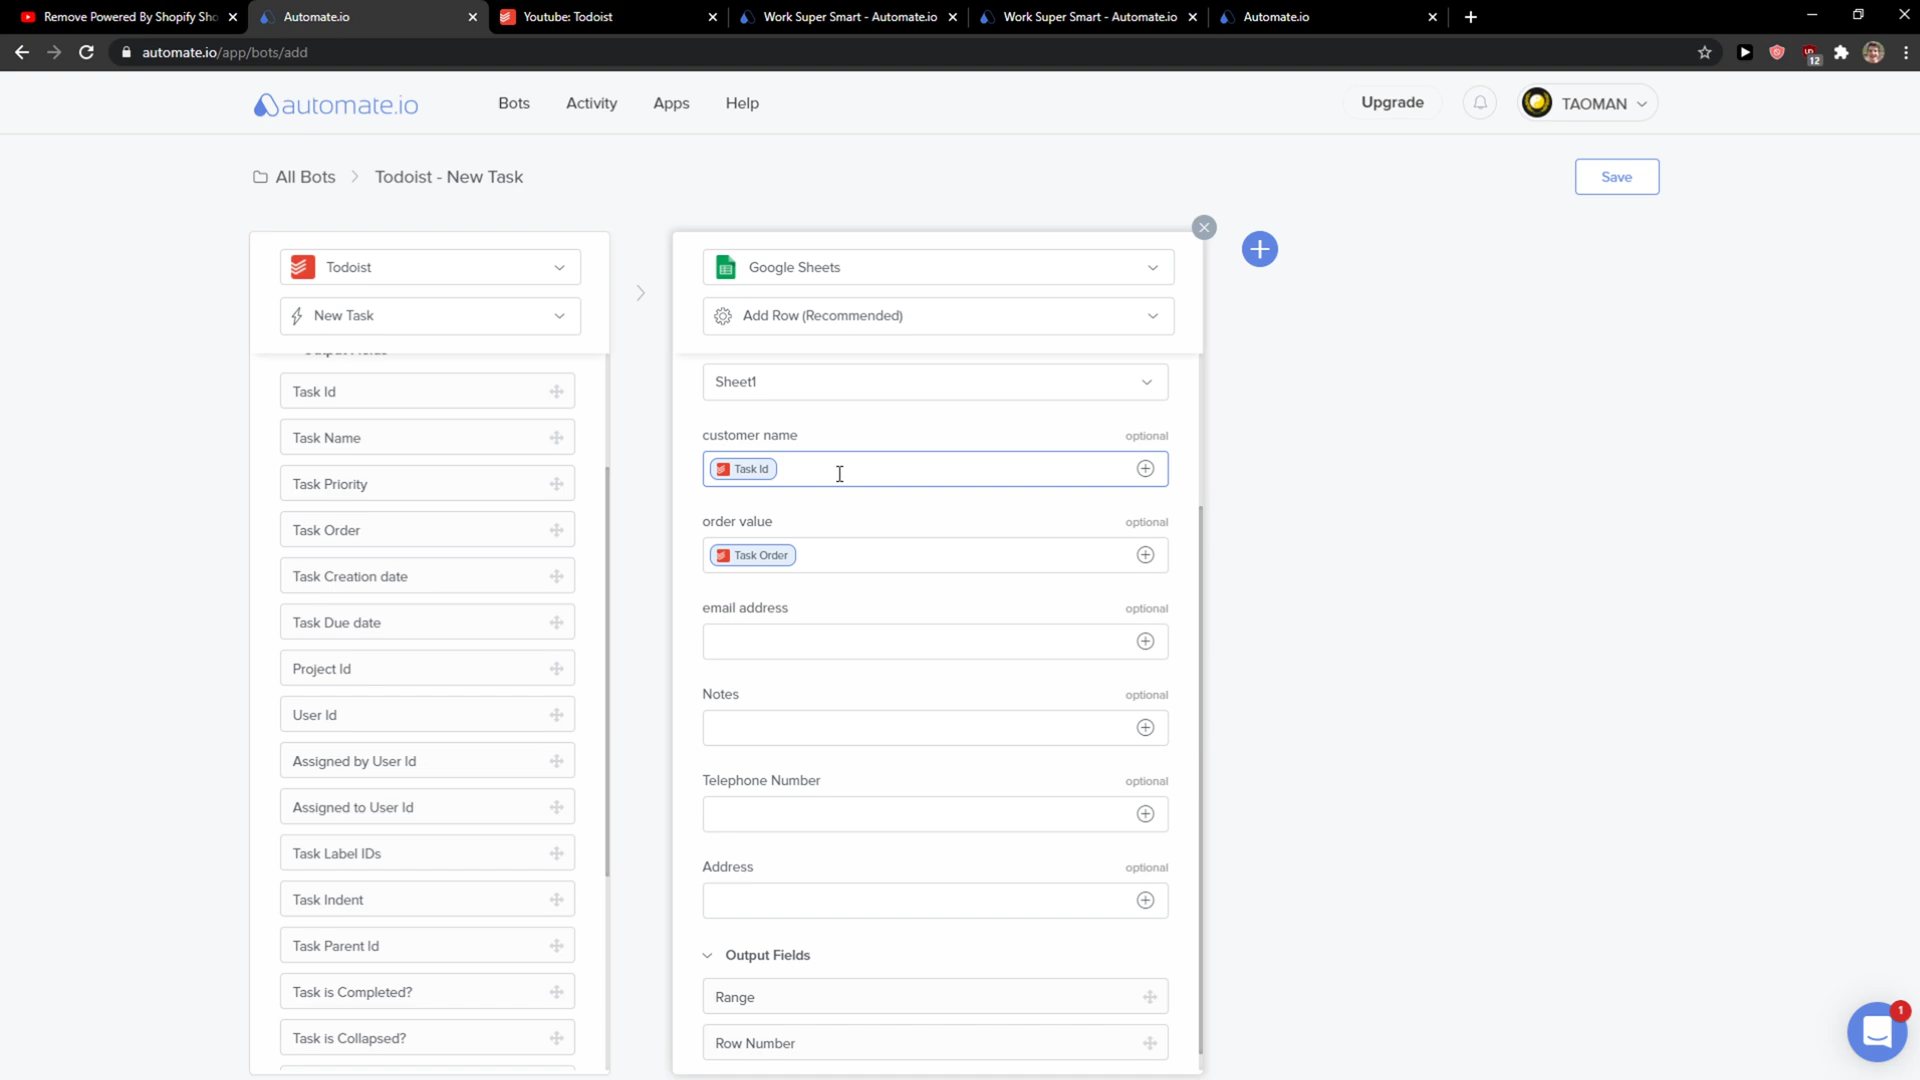 Remove Powered By Shopify Sho
Automate.io
Youtube: Todoist
Work Super Smart - Automate.io
Work Super Smart - Automate.io
Automate.io
automate.io/app/bots/add
12
automate.io
Bots
Activity
Apps
Help
Upgrade
TAOMAN
All Bots
Todoist - New Task
Save
Todoist
New Task
Output Fields
Task Id
Task Name
Task Priority
Task Order
Task Creation date
Task Due date
Project Id
User Id
Assigned by User Id
Assigned to User Id
Task Label IDs
Task Indent
Task Parent Id
Task is Completed?
Task is Collapsed?
Google Sheets
Add Row (Recommended)
Sheet1
customer name optional
Task Id
order value optional
Task Order
email address optional
Notes optional
Telephone Number optional
Address optional
Output Fields
Range
Row Number
1